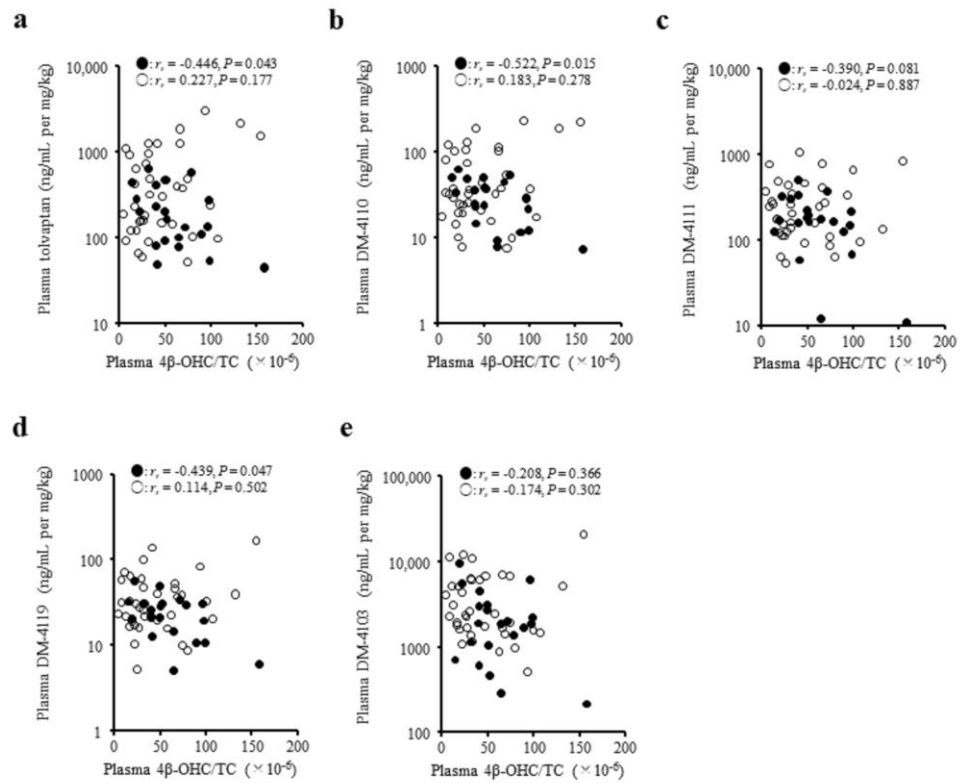 a
●: rs = -0.446, P=0.043
○: rs = 0.227, P=0.177
Plasma tolvaptan (ng/mL per mg/kg)
10,000
1000
100
10
0 50 100 150 200
Plasma 4β-OHC/TC (×10⁻⁶)
b
●: rs = -0.522, P=0.015
○: rs = 0.183, P=0.278
Plasma DM-4110 (ng/mL per mg/kg)
1000
100
10
1
0 50 100 150 200
Plasma 4β-OHC/TC (×10⁻⁶)
c
●: rs = -0.390, P=0.081
○: rs = -0.024, P=0.887
Plasma DM-4111 (ng/mL per mg/kg)
10,000
1000
100
10
0 50 100 150 200
Plasma 4β-OHC/TC (×10⁻⁶)
d
●: rs = -0.439, P=0.047
○: rs = 0.114, P=0.502
Plasma DM-4119 (ng/mL per mg/kg)
1000
100
10
1
0 50 100 150 200
Plasma 4β-OHC/TC (×10⁻⁶)
e
●: rs = -0.208, P=0.366
○: rs = -0.174, P=0.302
Plasma DM-4103 (ng/mL per mg/kg)
100,000
10,000
1000
100
0 50 100 150 200
Plasma 4β-OHC/TC (×10⁻⁶)